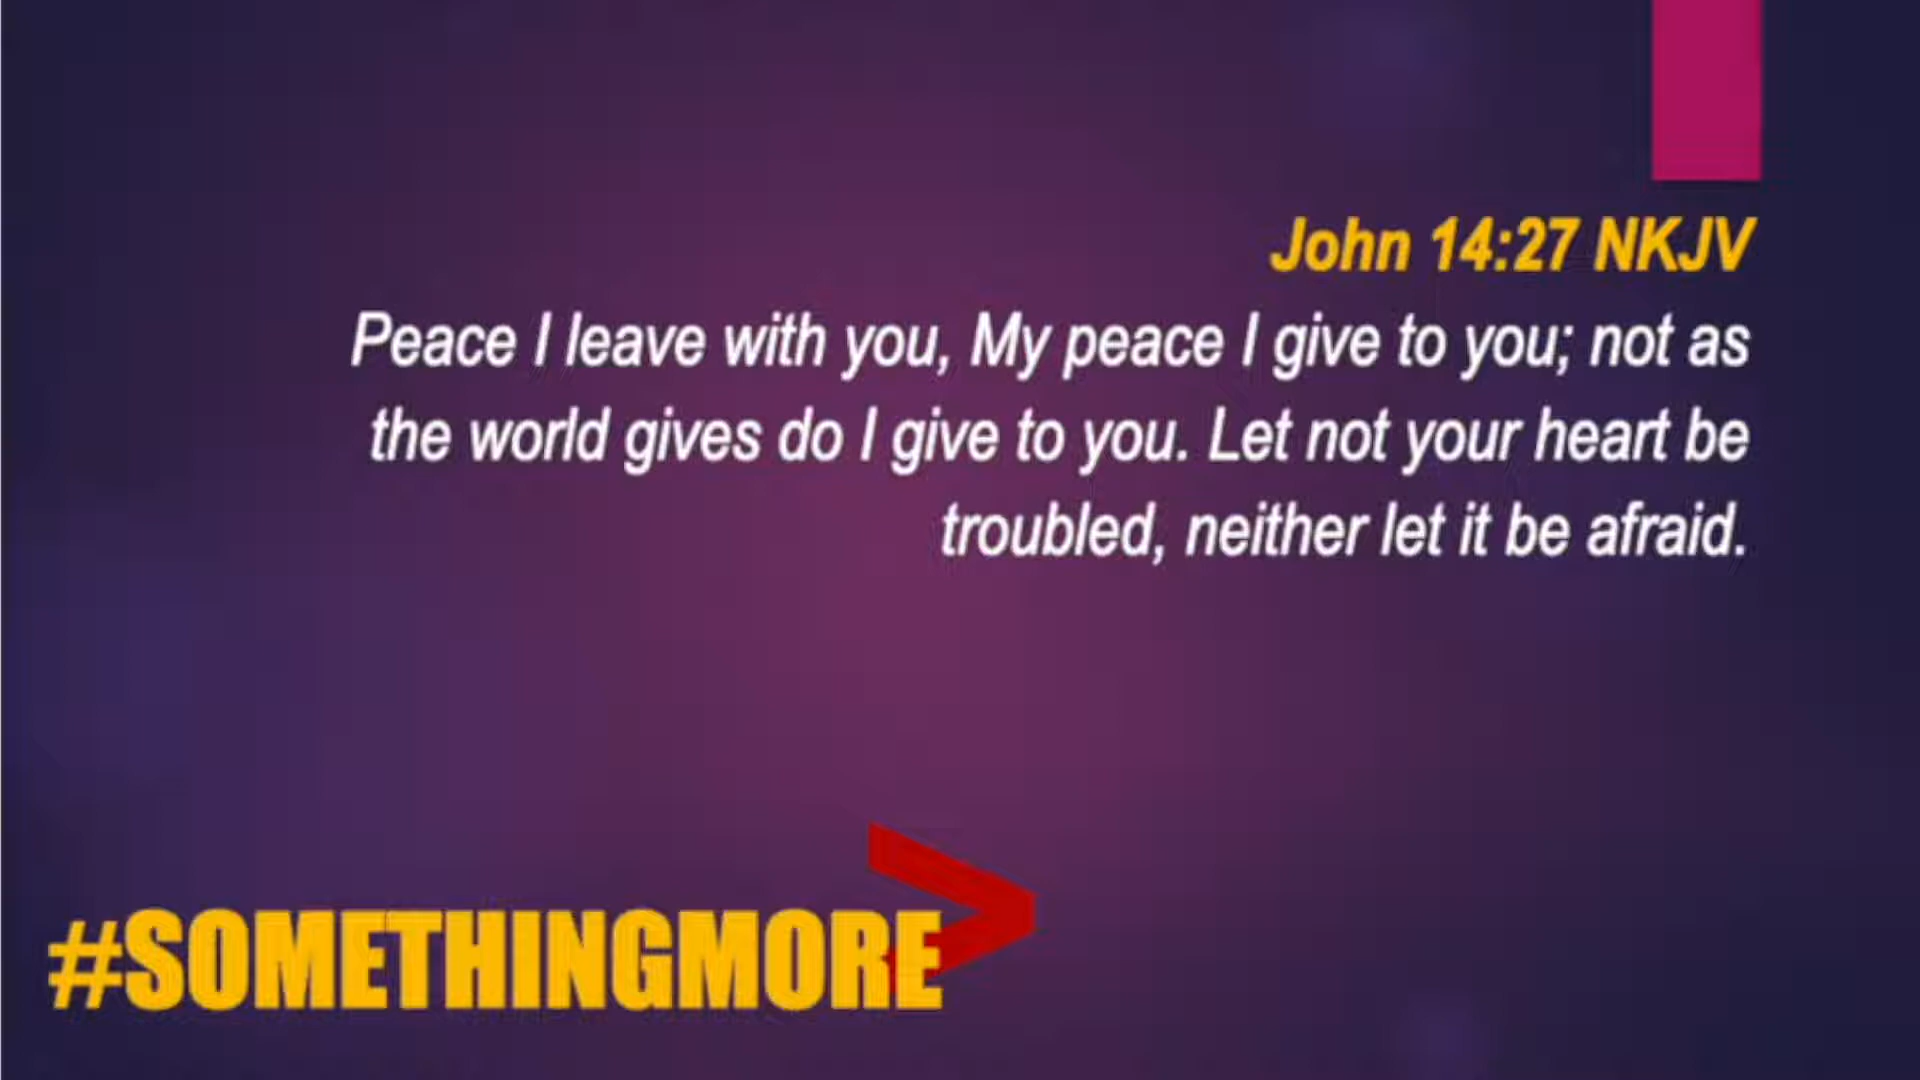 John 14:27 NKJV
Peace I leave with you, My peace I give to you; not as
the world gives do I give to you. Let not your heart be
troubled, neither let it be afraid.
#SOMETHINGMORE>